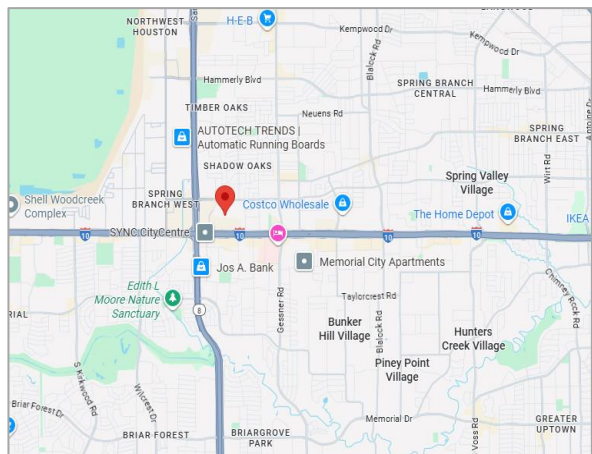 NORTHWEST
HOUSTON
H-E-B
Kempwood Dr
Kempwood Dr
Blalock Rd
Hammerly Blvd
SPRING BRANCH
CENTRAL
Hammerly Blvd
TIMBER OAKS
Neuens Rd
AUTOTECH TRENDS |
Automatic Running Boards
SPRING
BRANCH EAST
SHADOW OAKS
Wirt Rd
Spring Valley
Village
SPRING
BRANCH WEST
Shell Woodcreek
Complex
Costco Wholesale
The Home Depot
IKEA
SYNC CityCentre
10
10
10
10
Jos A. Bank
Memorial City Apartments
Edith L
Moore Nature
Sanctuary
Chimney Rock Rd
Taylorcrest Rd
RIAL
8
Gessner Rd
Bunker
Hill Village
Blalock Rd
Hunters
Creek Village
Piney Point
Village
S Kirkwood Rd
Wilcrest Dr
Briar Forest Dr
Memorial Dr
Voss Rd
GREATER
UPTOWN
BRIAR FOREST
BRIARGROVE
PARK